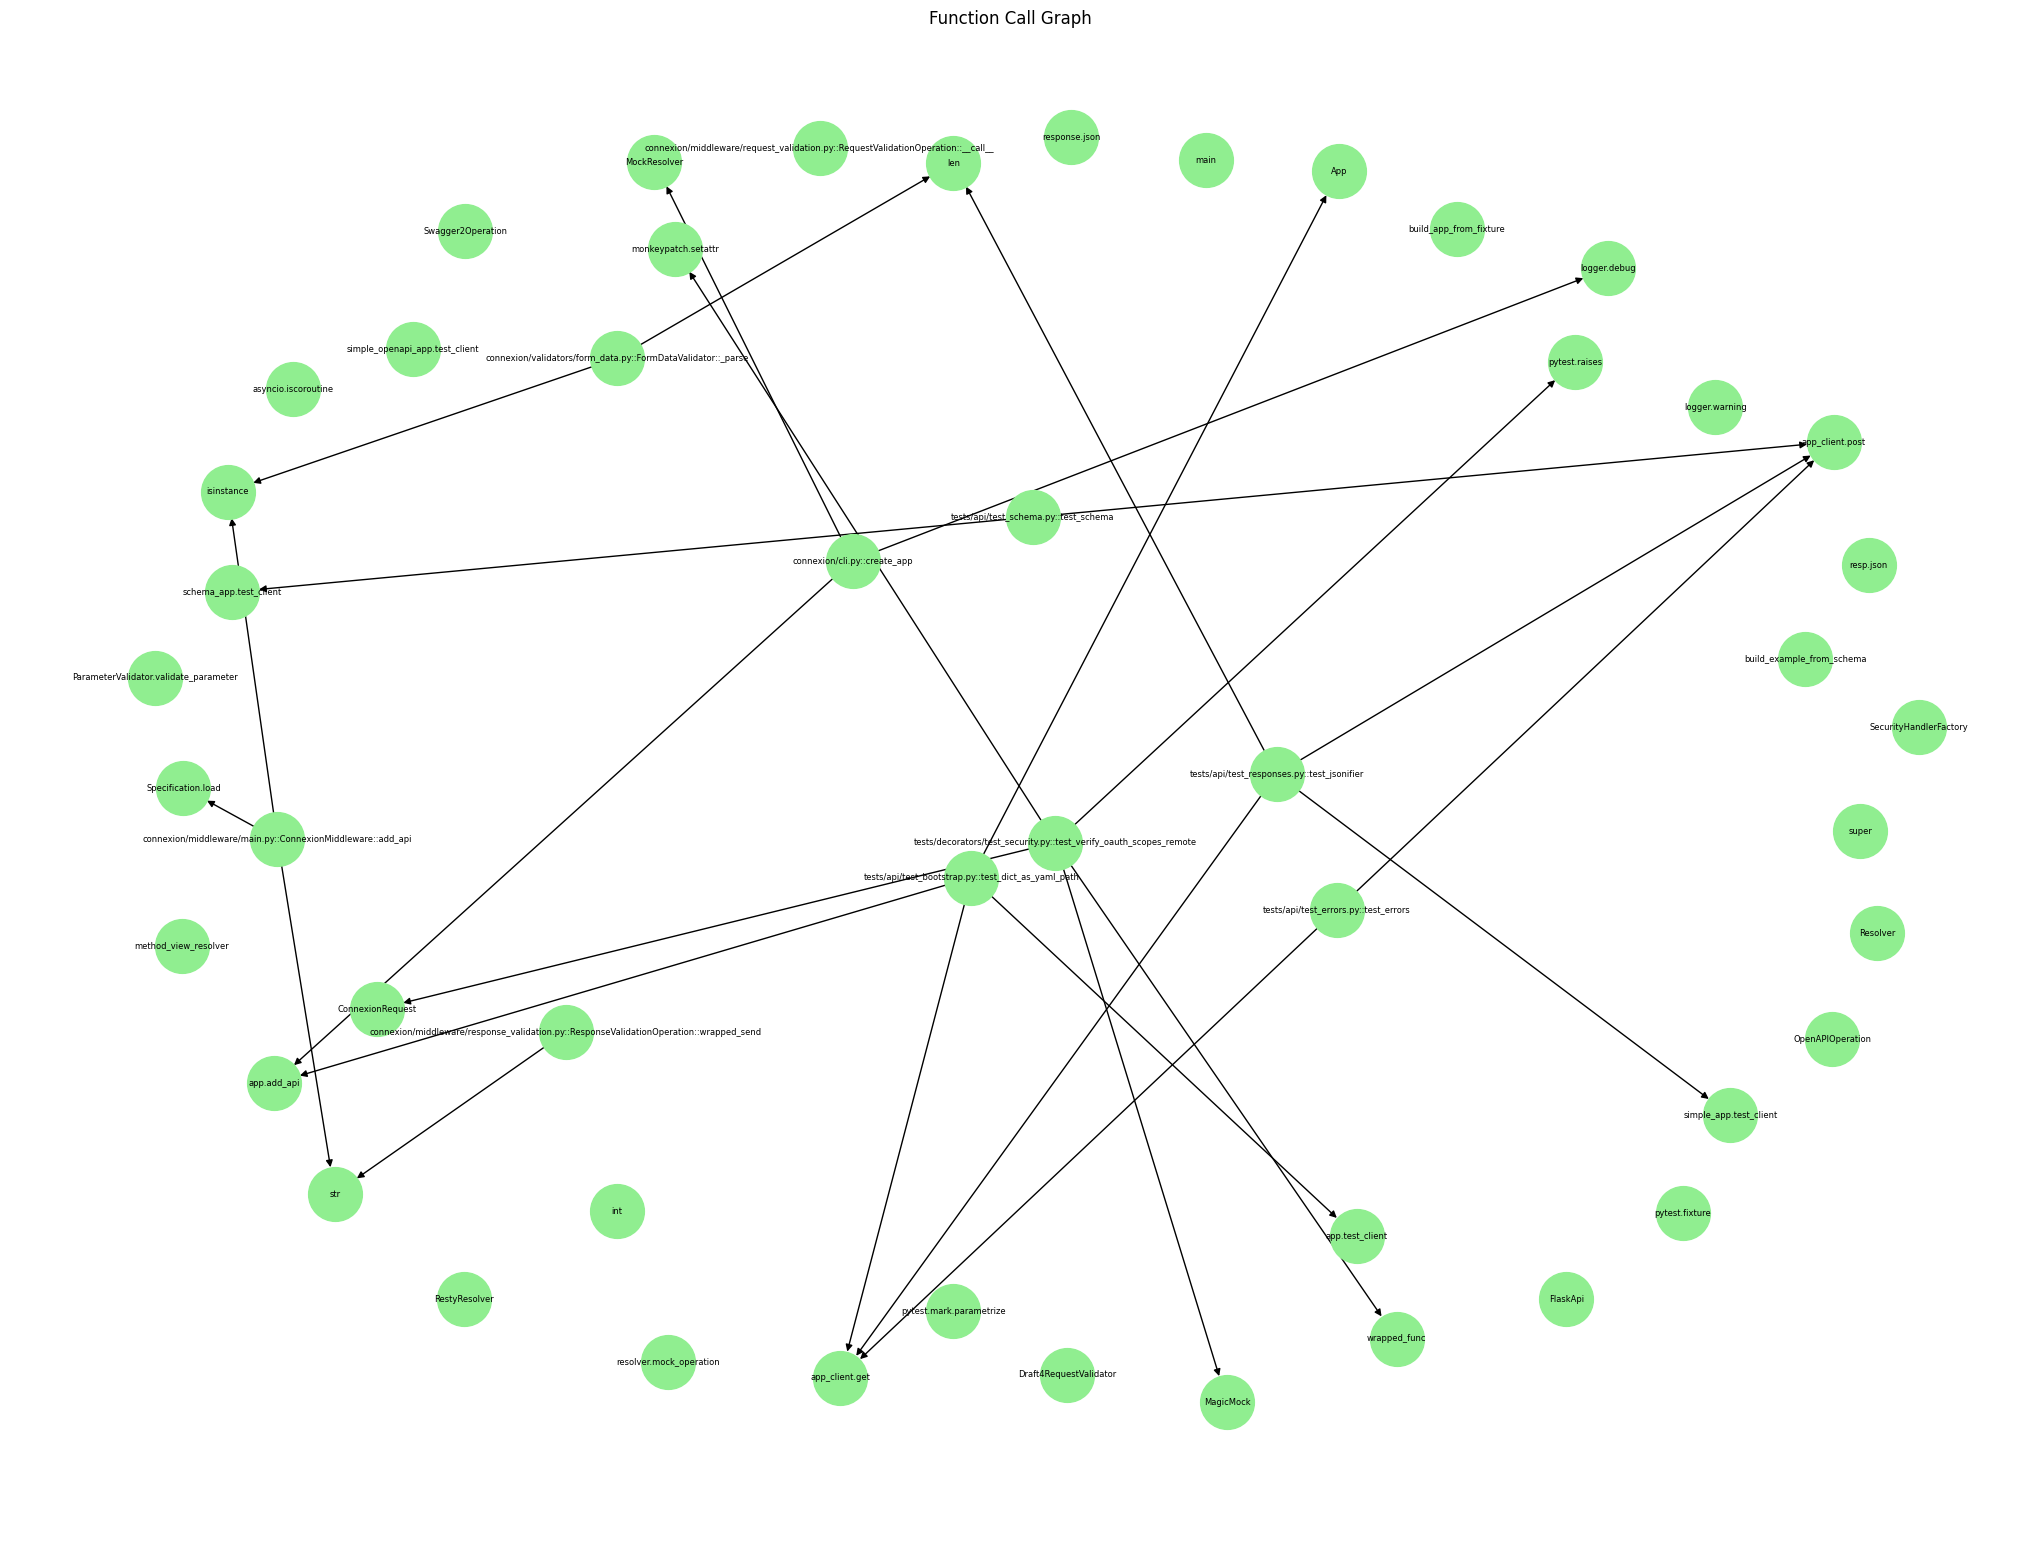 Function Call Graph
response.json
connexion/middleware/request_validation.py::RequestValidationOperation::__call__
main
MockResolver
len
App
build_app_from_fixture
Swagger2Operation
monkeypatch.setattr
logger.debug
simple_openapi_app.test_client
connexion/validators/form_data.py::FormDataValidator::_parse
pytest.raises
asyncio.iscoroutine
logger.warning
app_client.post
isinstance
tests/api/test_schema.py::test_schema
connexion/cli.py::create_app
resp.json
schema_app.test_client
build_example_from_schema
ParameterValidator.validate_parameter
SecurityHandlerFactory
tests/api/test_responses.py::test_jsonifier
Specification.load
super
connexion/middleware/main.py::ConnexionMiddleware::add_api
tests/decorators/test_security.py::test_verify_oauth_scopes_remote
tests/api/test_bootstrap.py::test_dict_as_yaml_path
tests/api/test_errors.py::test_errors
Resolver
method_view_resolver
ConnexionRequest
connexion/middleware/response_validation.py::ResponseValidationOperation::wrapped_send
OpenAPIOperation
app.add_api
simple_app.test_client
str
int
pytest.fixture
app.test_client
RestyResolver
FlaskApi
pytest.mark.parametrize
wrapped_func
resolver.mock_operation
Draft4RequestValidator
app_client.get
MagicMock